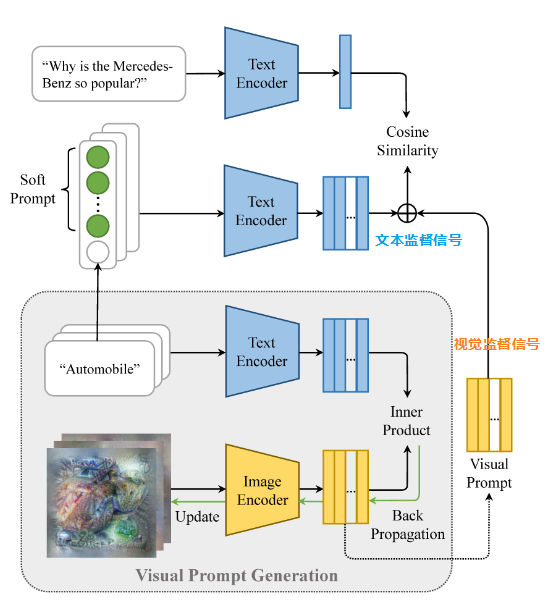 “Why is the Mercedes-
Benz so popular?”
Text
Encoder
Cosine
Similarity
Soft
Prompt
Text
Encoder
...
文本监督信号
视觉监督信号
“Automobile”
Text
Encoder
...
Inner
Product
...
Visual
Prompt
Image
Encoder
...
Update
Back
Propagation
Visual Prompt Generation